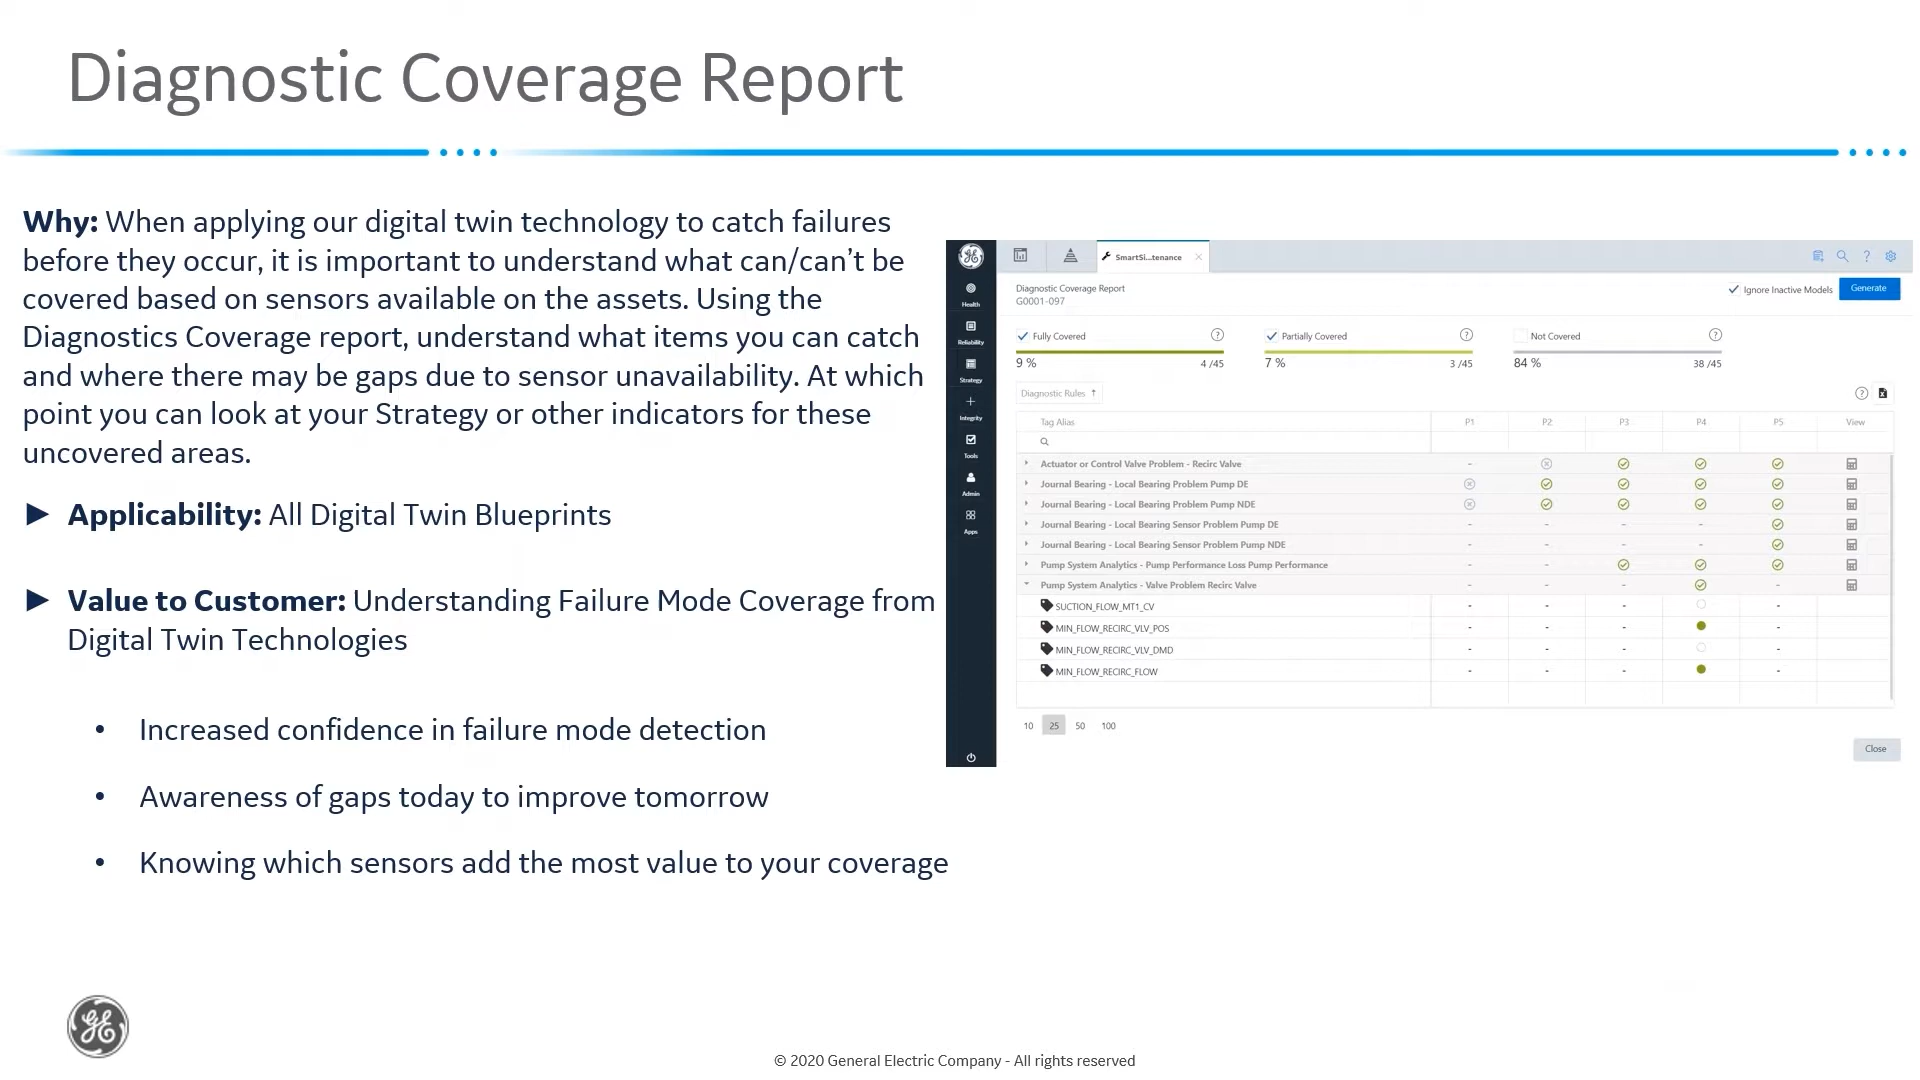 Diagnostic Coverage Report
Why: When applying our digital twin technology to catch failures
before they occur, it is important to understand what can/can’t be
covered based on sensors available on the assets. Using the
Diagnostics Coverage report, understand what items you can catch
and where there may be gaps due to sensor unavailability. At which
point you can look at your Strategy or other indicators for these
uncovered areas.
► Applicability: All Digital Twin Blueprints
► Value to Customer: Understanding Failure Mode Coverage from
Digital Twin Technologies
• Increased confidence in failure mode detection
• Awareness of gaps today to improve tomorrow
• Knowing which sensors add the most value to your coverage
Health
Reliability
Strategy
Integrity
Tools
Admin
Apps
SmartSi...tenance
Diagnostic Coverage Report
G0001-097
Ignore Inactive Models Generate
Fully Covered Partially Covered Not Covered
9 % 4 /45 7 % 3 /45 84 % 38 /45
Diagnostic Rules ↑
Tag Alias P1 P2 P3 P4 P5 View
Actuator or Control Valve Problem - Recirc Valve -
Journal Bearing - Local Bearing Problem Pump DE
Journal Bearing - Local Bearing Problem Pump NDE
Journal Bearing - Local Bearing Sensor Problem Pump DE - - - -
Journal Bearing - Local Bearing Sensor Problem Pump NDE - - - -
Pump System Analytics - Pump Performance Loss Pump Performance - -
Pump System Analytics - Valve Problem Recirc Valve - - - -
SUCTION_FLOW_MT1_CV - - - -
MIN_FLOW_RECIRC_VLV_POS - - - -
MIN_FLOW_RECIRC_VLV_DMD - - - -
MIN_FLOW_RECIRC_FLOW - - - -
10 25 50 100
Close
GE
© 2020 General Electric Company - All rights reserved